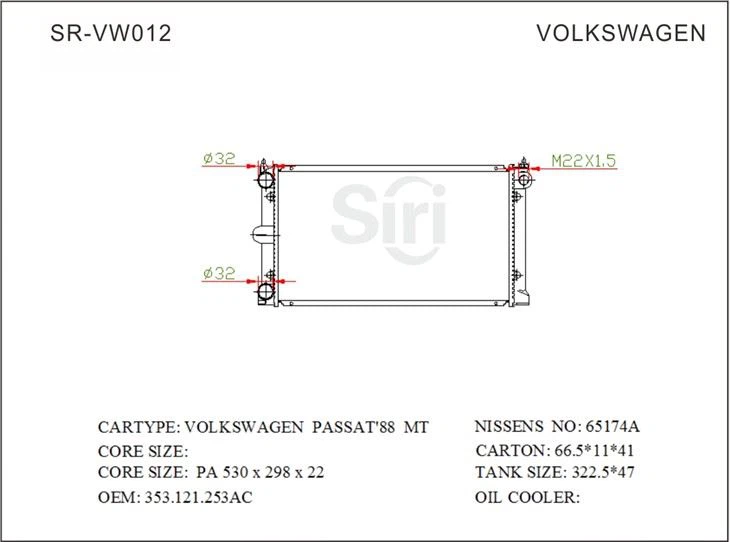 SR-VW012 VOLKSWAGEN
ø32 M22X1.5
Siri
ø32
CARTYPE: VOLKSWAGEN PASSAT'88 MT NISSENS NO: 65174A
CORE SIZE: CARTON: 66.5*11*41
CORE SIZE: PA 530 x 298 x 22 TANK SIZE: 322.5*47
OEM: 353.121.253AC OIL COOLER: